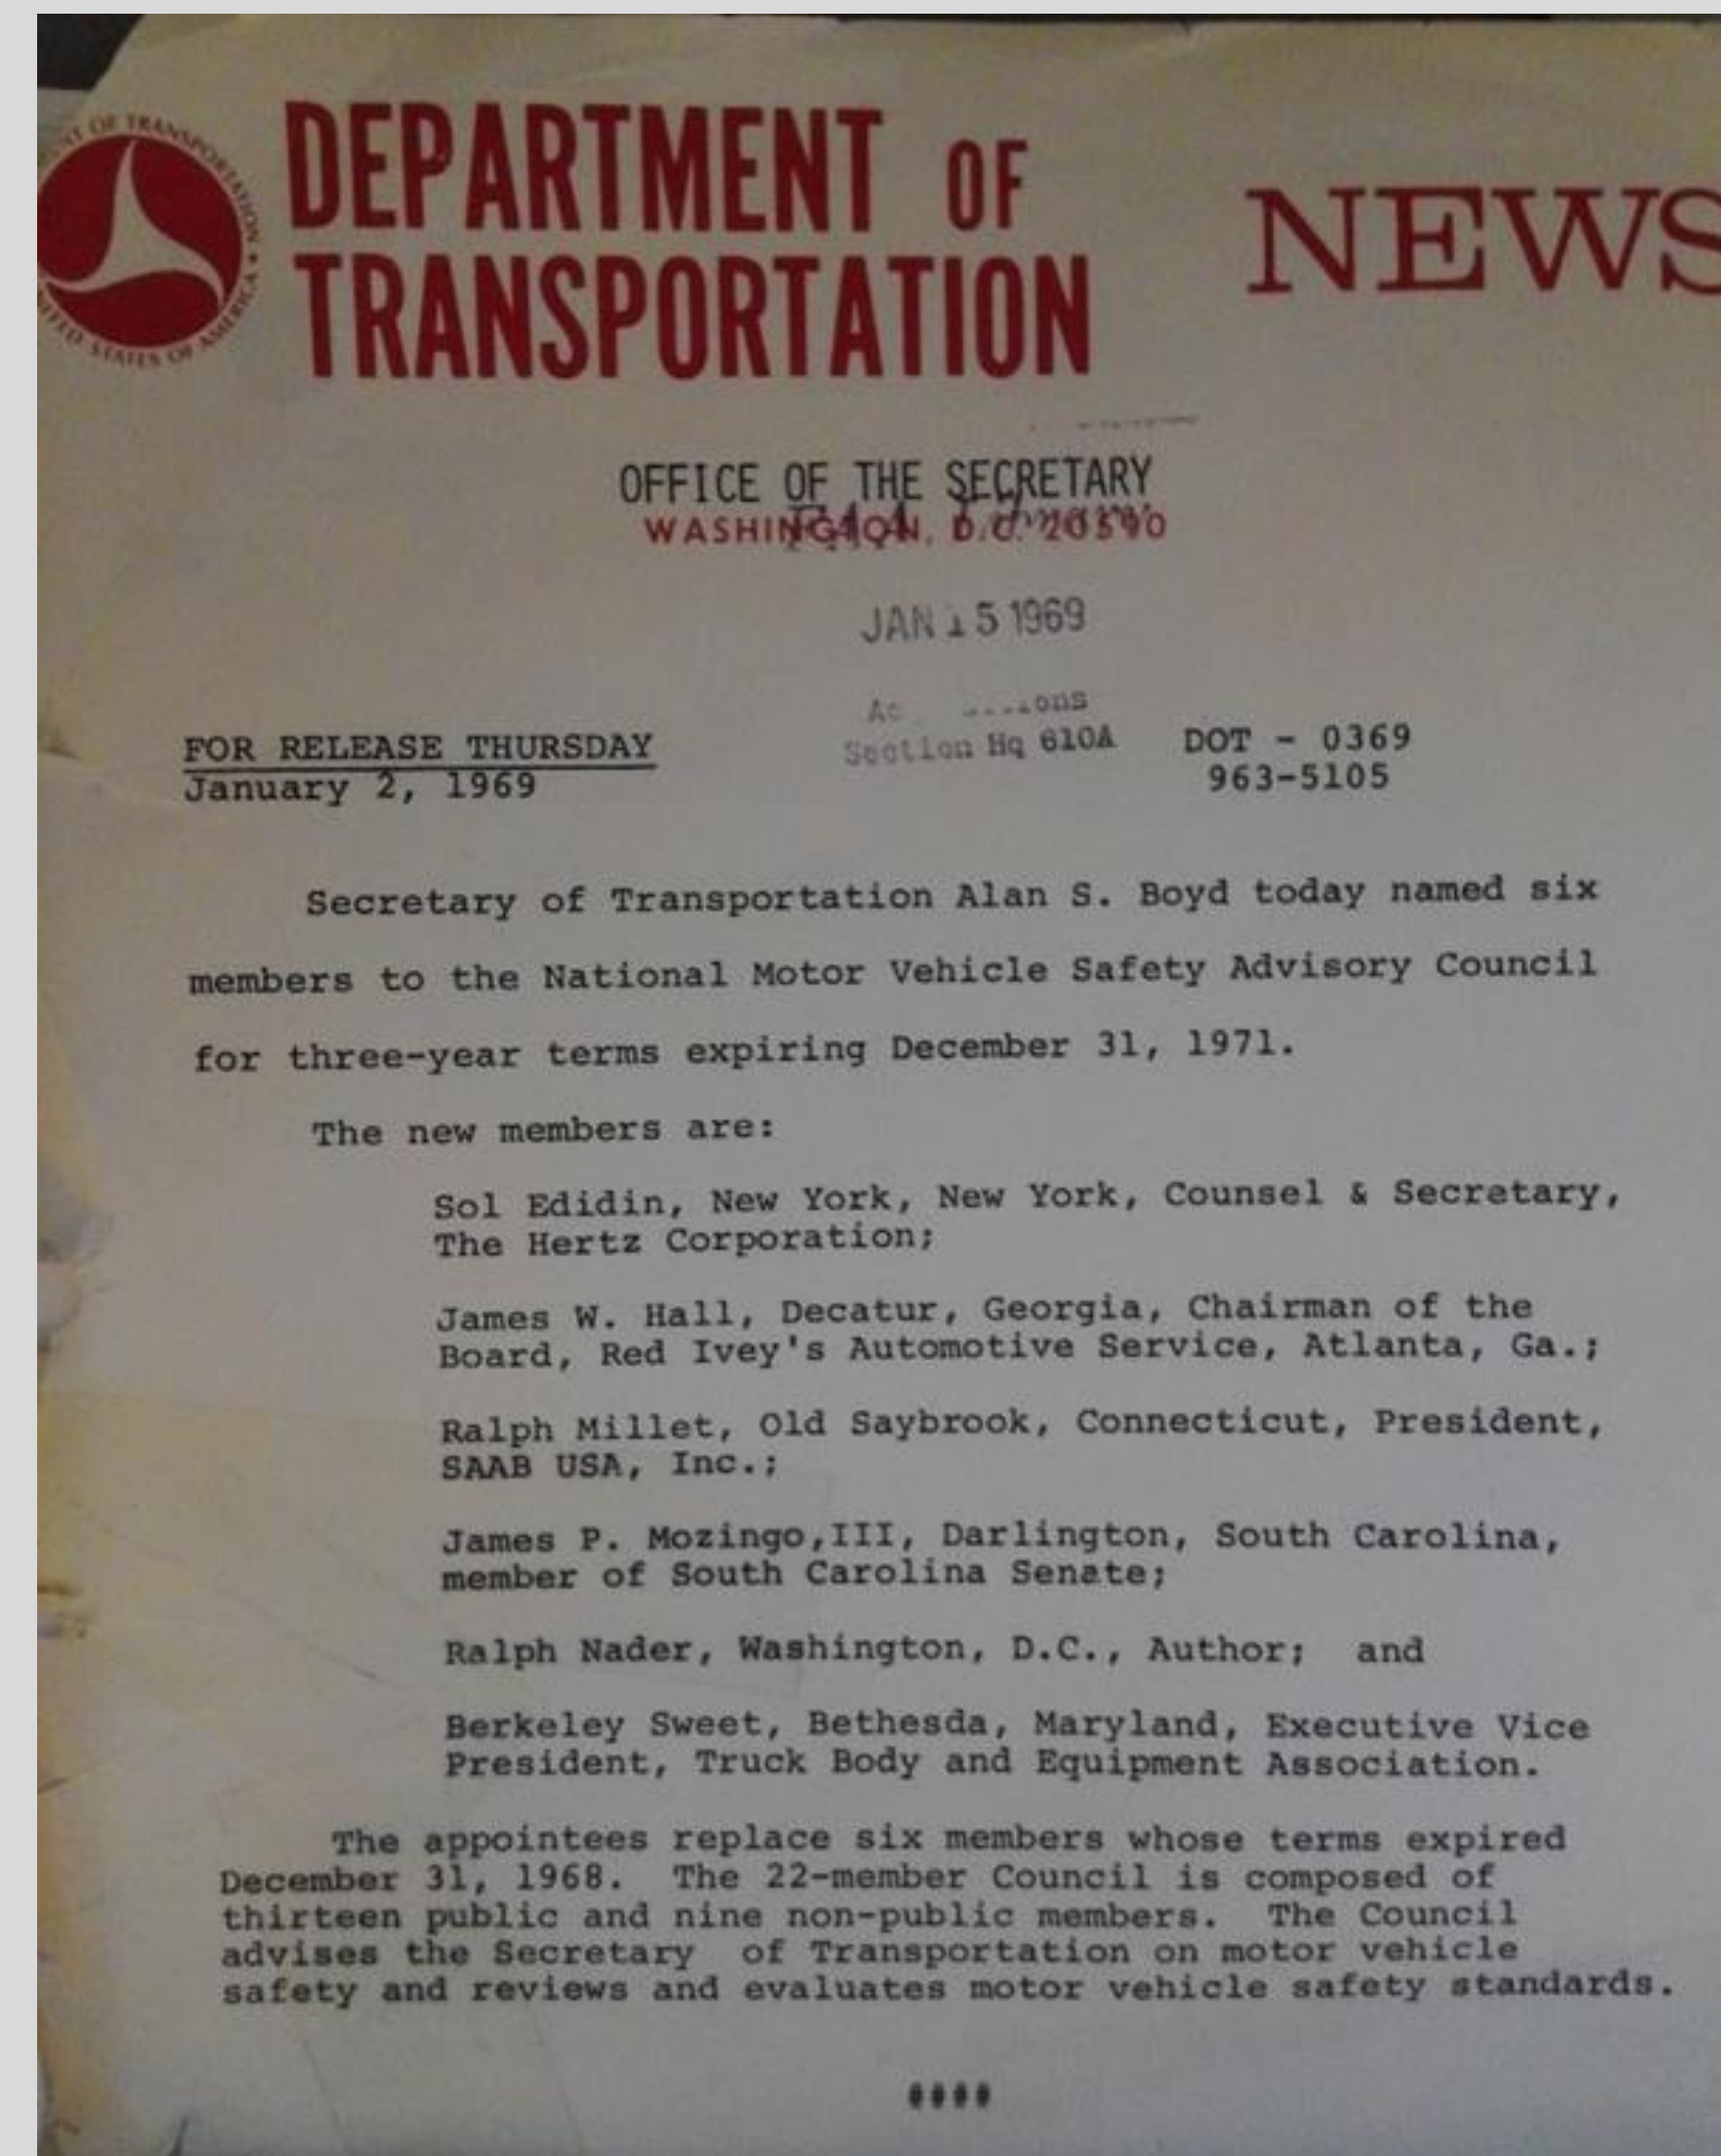 DEPARTMENT OF TRANSPORTATION
UNITED STATES OF AMERICA
DEPARTMENT OF
TRANSPORTATION
NEWS
OFFICE OF THE SECRETARY
WASHINGTON, D.C. 20590
JAN 15 1969
Section Hq 610A
FOR RELEASE THURSDAY
January 2, 1969
DOT - 0369
963-5105
Secretary of Transportation Alan S. Boyd today named six
members to the National Motor Vehicle Safety Advisory Council
for three-year terms expiring December 31, 1971.
The new members are:
Sol Edidin, New York, New York, Counsel & Secretary,
The Hertz Corporation;
James W. Hall, Decatur, Georgia, Chairman of the
Board, Red Ivey's Automotive Service, Atlanta, Ga.;
Ralph Millet, Old Saybrook, Connecticut, President,
SAAB USA, Inc.;
James P. Mozingo,III, Darlington, South Carolina,
member of South Carolina Senate;
Ralph Nader, Washington, D.C., Author; and
Berkeley Sweet, Bethesda, Maryland, Executive Vice
President, Truck Body and Equipment Association.
The appointees replace six members whose terms expired
December 31, 1968. The 22-member Council is composed of
thirteen public and nine non-public members. The Council
advises the Secretary of Transportation on motor vehicle
safety and reviews and evaluates motor vehicle safety standards.
####